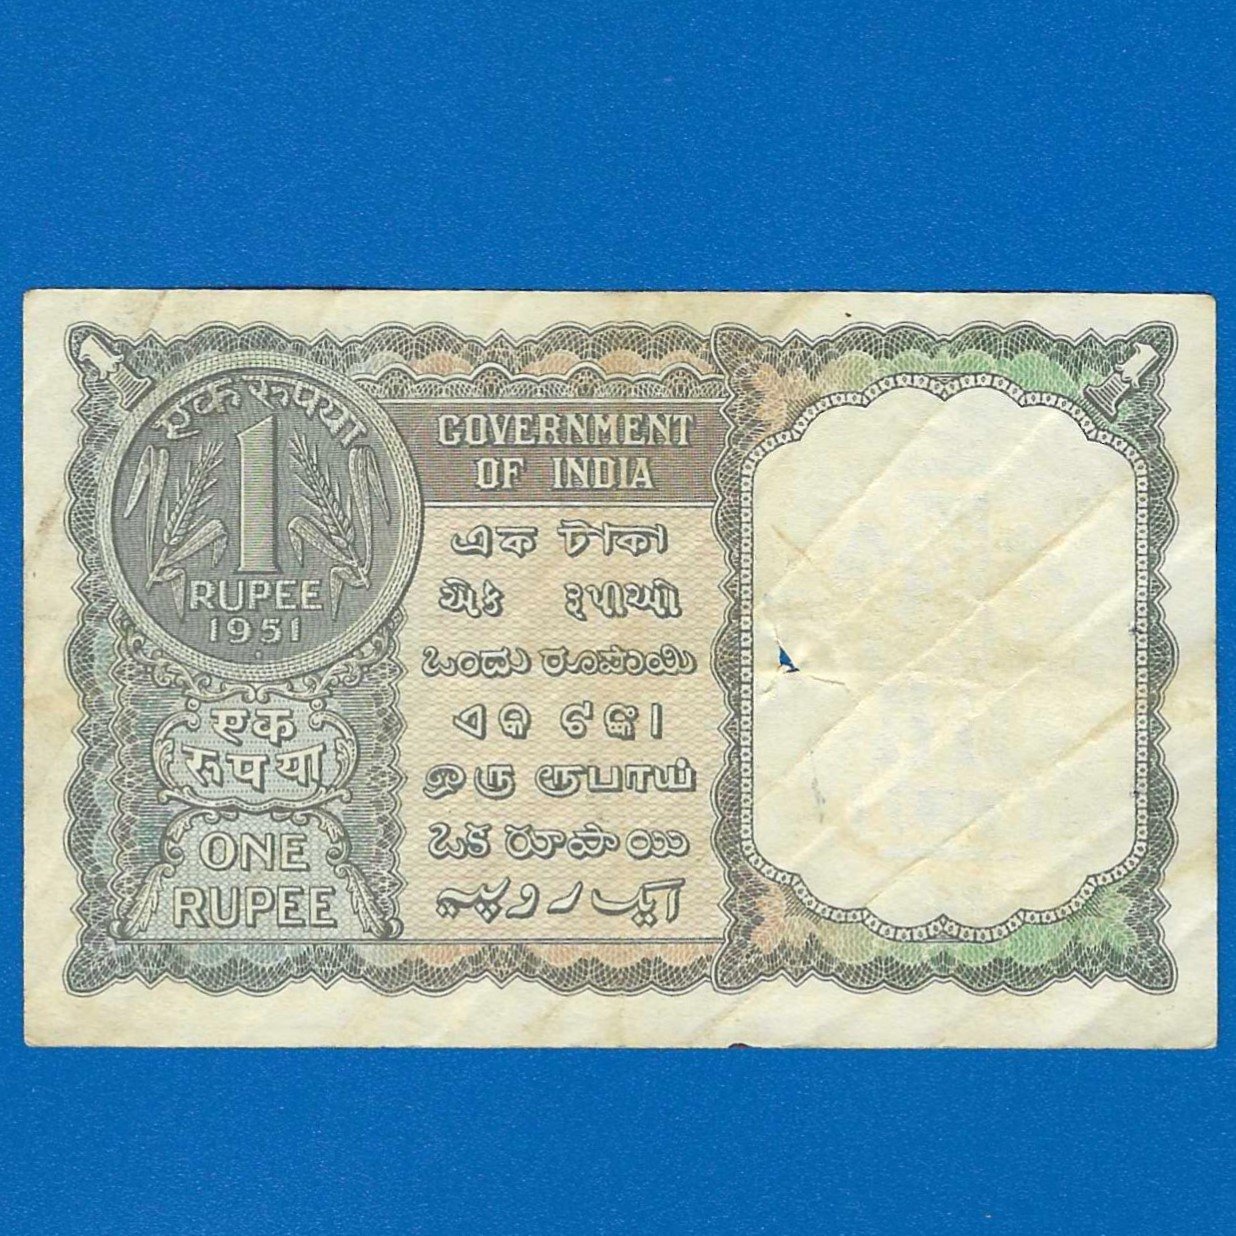 एक रुपया
1
RUPEE
1951
एक
रुपया
ONE
RUPEE
GOVERNMENT
OF INDIA
এক টাকা
એક રુપીઓ
ಒಂದು ರೂಪಾಯಿ
ଏକ ଟଙ୍କା
ஒரு ரூபாய்
ఒక రూపాయి
ایک روپیہ